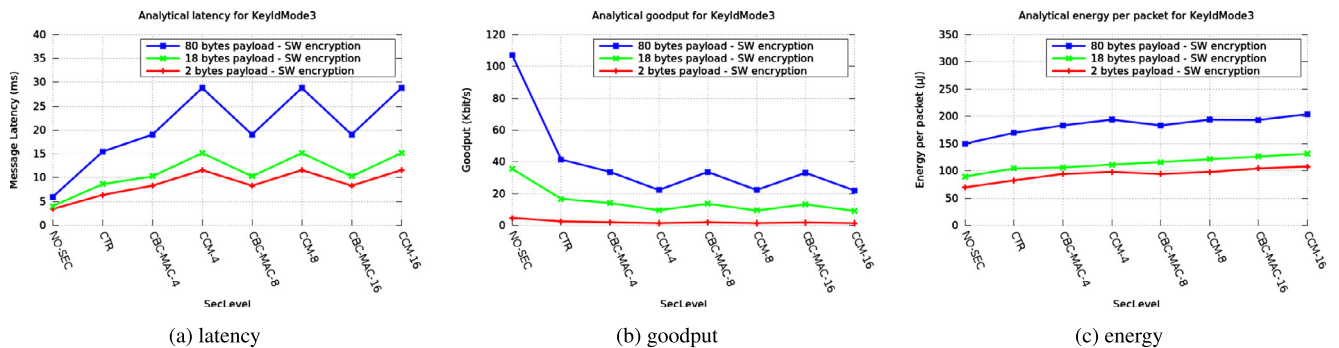 Analytical latency for KeyIdMode3
40
35
30
25
20
15
10
5
0
Message Latency (ms)
80 bytes payload - SW encryption
18 bytes payload - SW encryption
2 bytes payload - SW encryption
NO-SEC
CTR
CBC-MAC-4
CCM-4
CBC-MAC-8
CCM-8
CBC-MAC-16
CCM-16
SecLevel
(a) latency
Analytical goodput for KeyIdMode3
120
100
80
60
40
20
0
Goodput (Kbit/s)
80 bytes payload - SW encryption
18 bytes payload - SW encryption
2 bytes payload - SW encryption
NO-SEC
CTR
CBC-MAC-4
CCM-4
CBC-MAC-8
CCM-8
CBC-MAC-16
CCM-16
SecLevel
(b) goodput
Analytical energy per packet for KeyIdMode3
350
300
250
200
150
100
50
0
Energy per packet (μJ)
80 bytes payload - SW encryption
18 bytes payload - SW encryption
2 bytes payload - SW encryption
NO-SEC
CTR
CBC-MAC-4
CCM-4
CBC-MAC-8
CCM-8
CBC-MAC-16
CCM-16
SecLevel
(c) energy